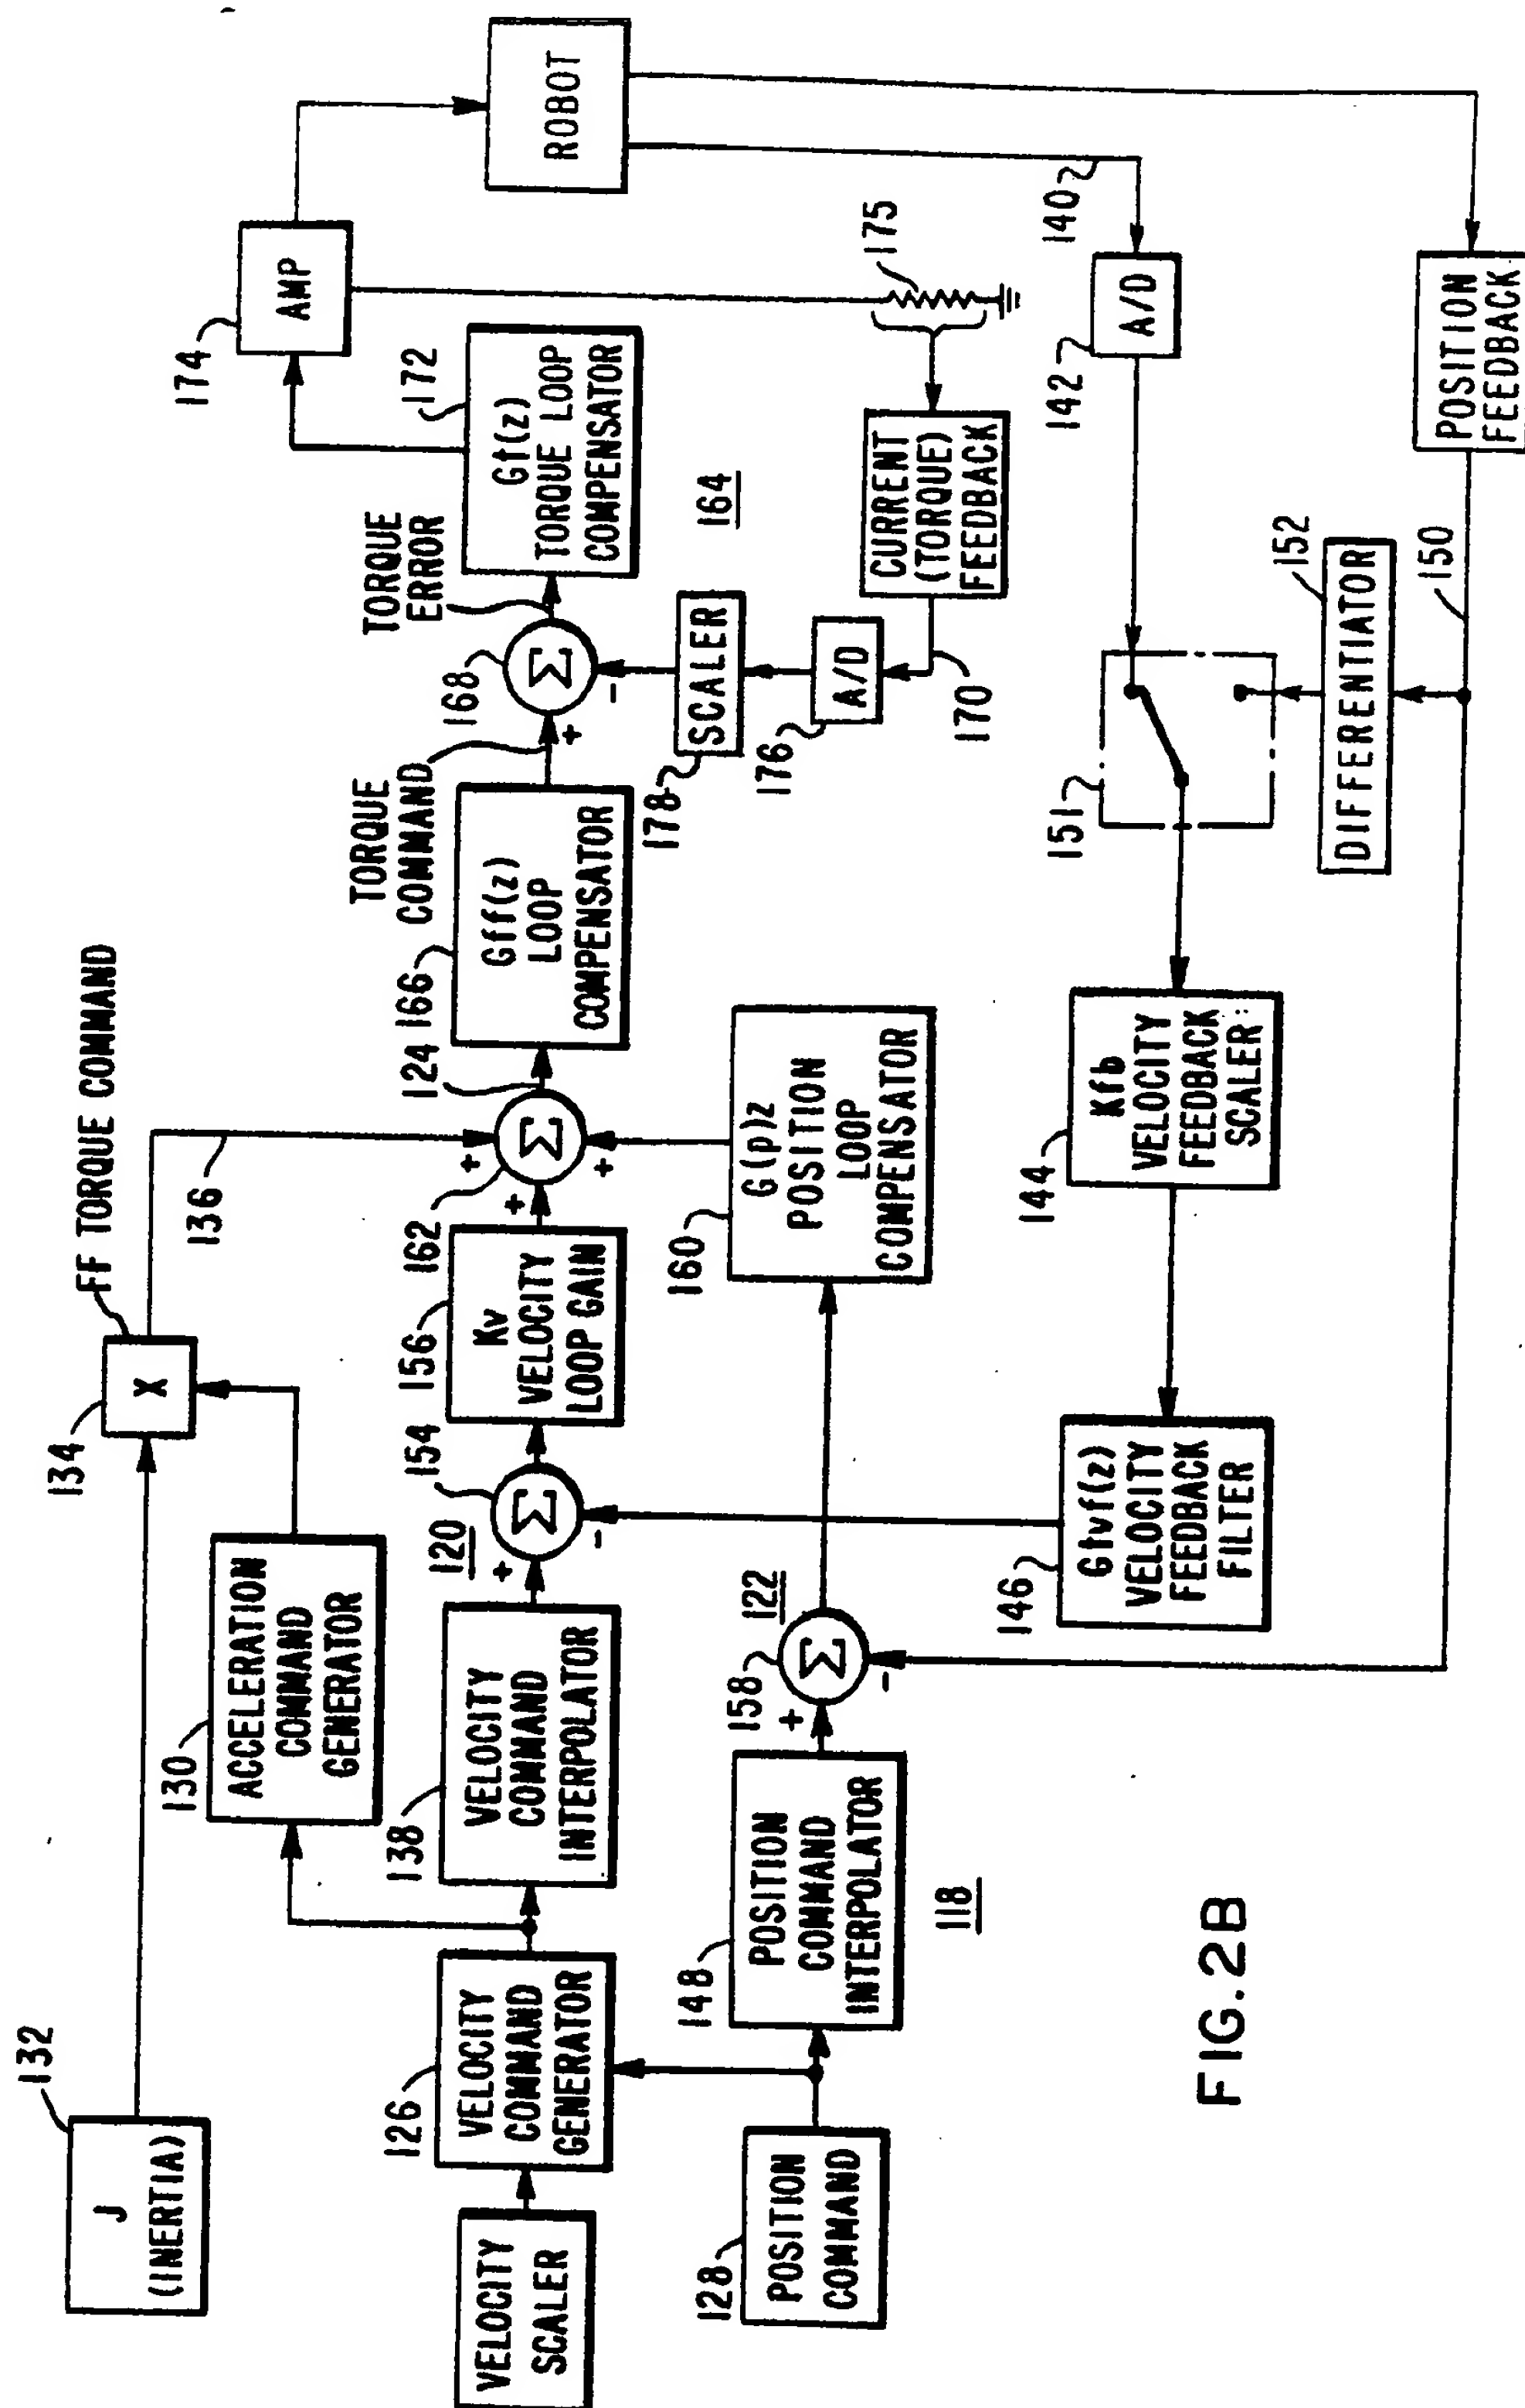 132
J
(INERTIA)
134
X
FF TORQUE COMMAND
136
130
ACCELERATION
COMMAND
GENERATOR
VELOCITY
SCALER
126
VELOCITY
COMMAND
GENERATOR
138
VELOCITY
COMMAND
INTERPOLATOR
120
+
-
154
Σ
156
Kv
VELOCITY
LOOP GAIN
162
+
+
+
Σ
124
166
Gff(z)
LOOP
COMPENSATOR
TORQUE
COMMAND
168
+
-
Σ
TORQUE
ERROR
172
Gf(z)
TORQUE LOOP
COMPENSATOR
174
AMP
ROBOT
128
POSITION
COMMAND
148
POSITION
COMMAND
INTERPOLATOR
118
158
+
-
Σ
122
160
G(p)z
POSITION
LOOP
COMPENSATOR
178
SCALER
164
176
A/D
170
CURRENT
(TORQUE)
FEEDBACK
175
146
Gfvf(z)
VELOCITY
FEEDBACK
FILTER
144
Kfb
VELOCITY
FEEDBACK
SCALER
151
142
A/D
140
152
DIFFERENTIATOR
150
POSITION
FEEDBACK
FIG.2B